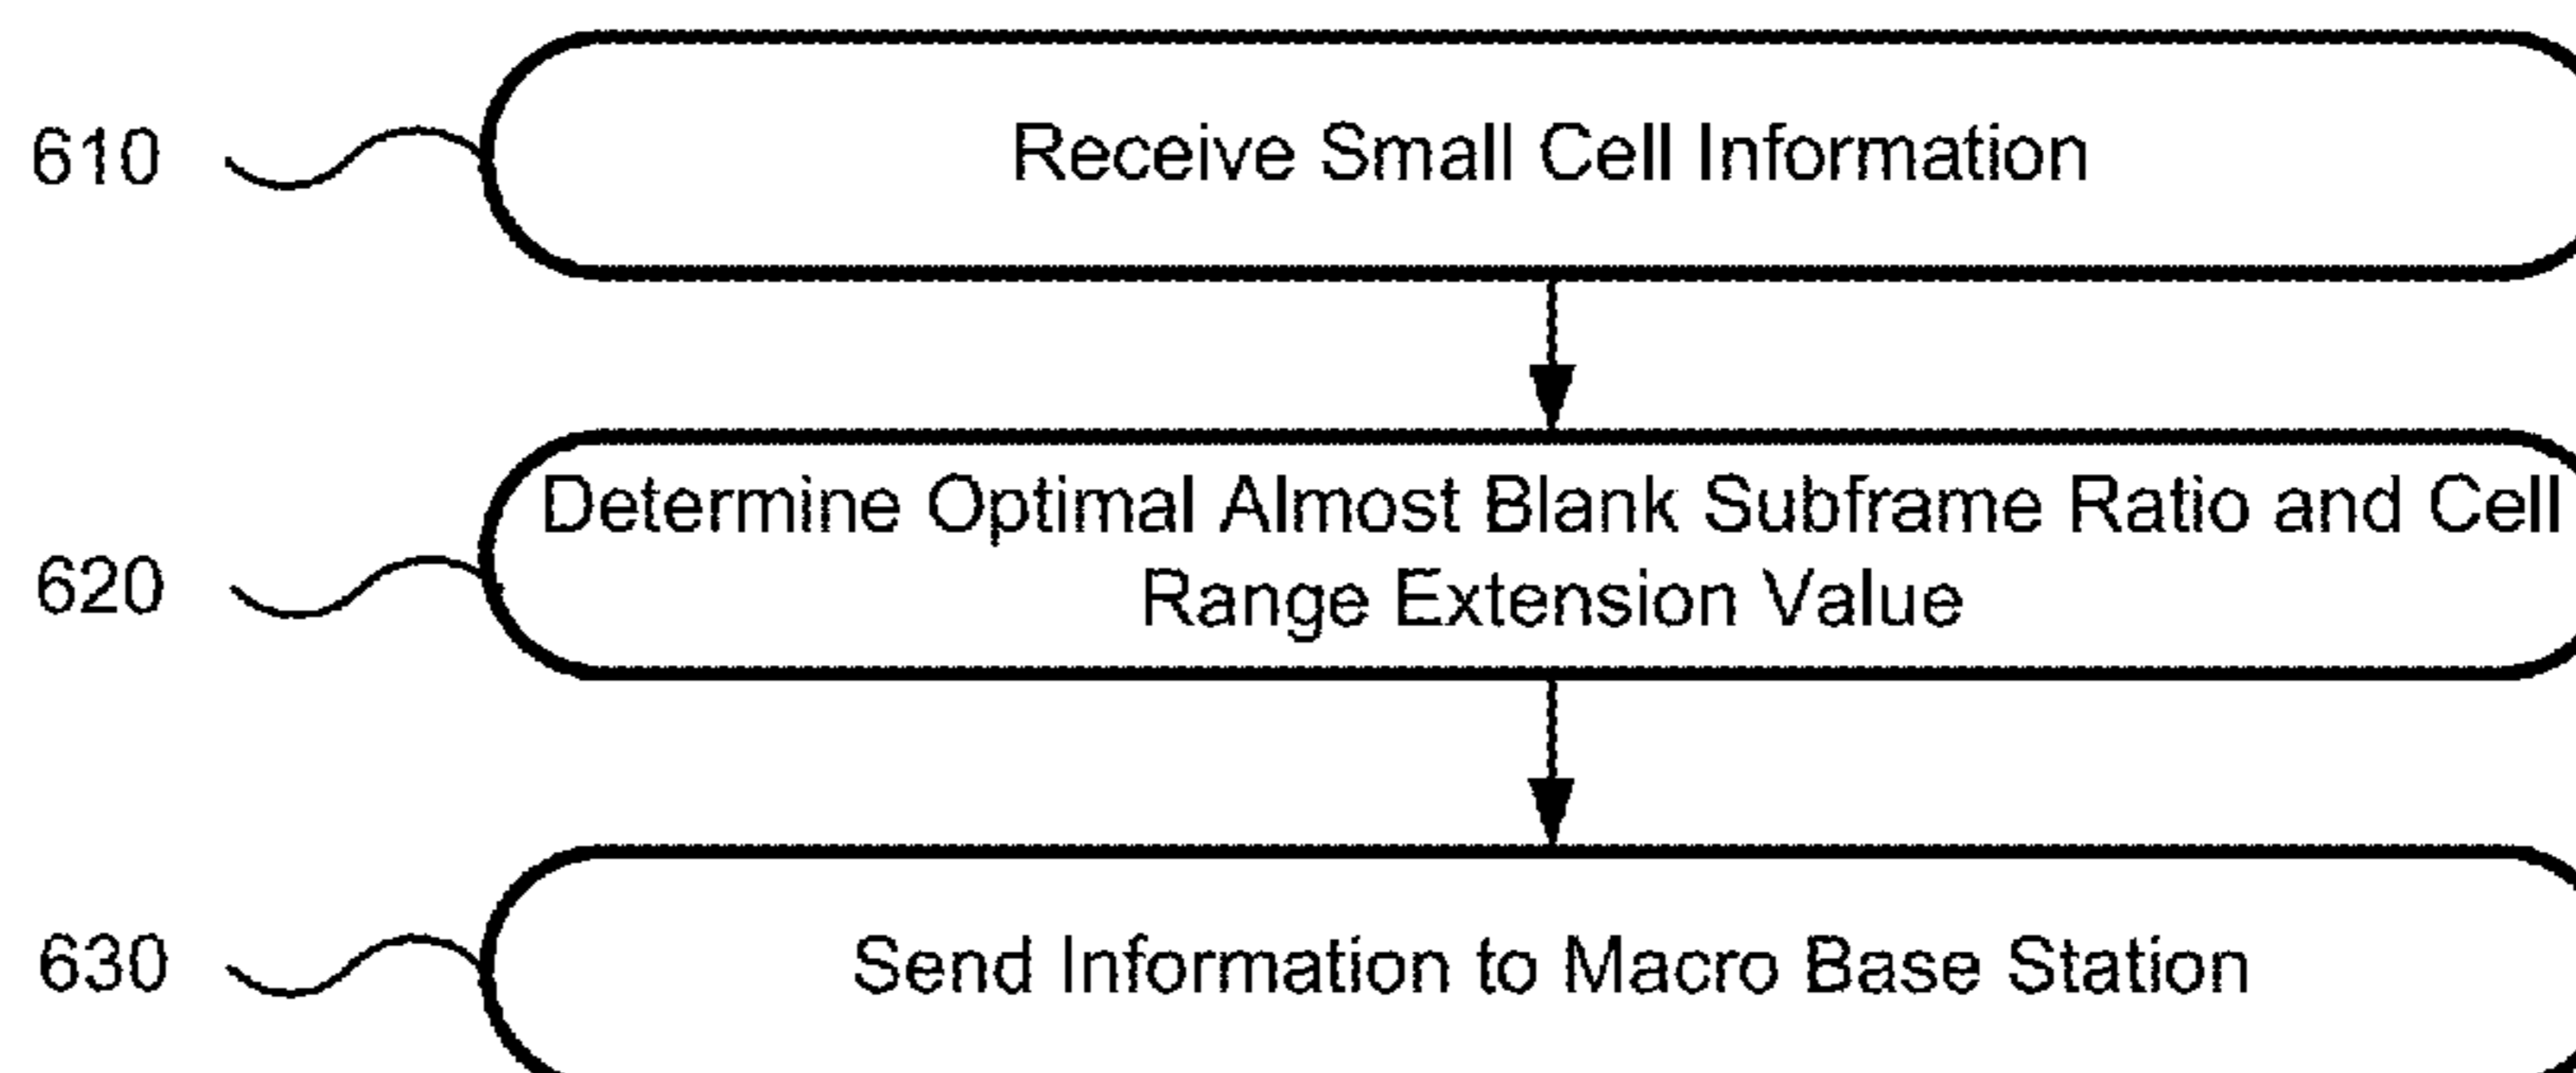 610
Receive Small Cell Information
Determine Optimal Almost Blank Subframe Ratio and Cell
620
Range Extension Value
630
Send Information to Macro Base Station